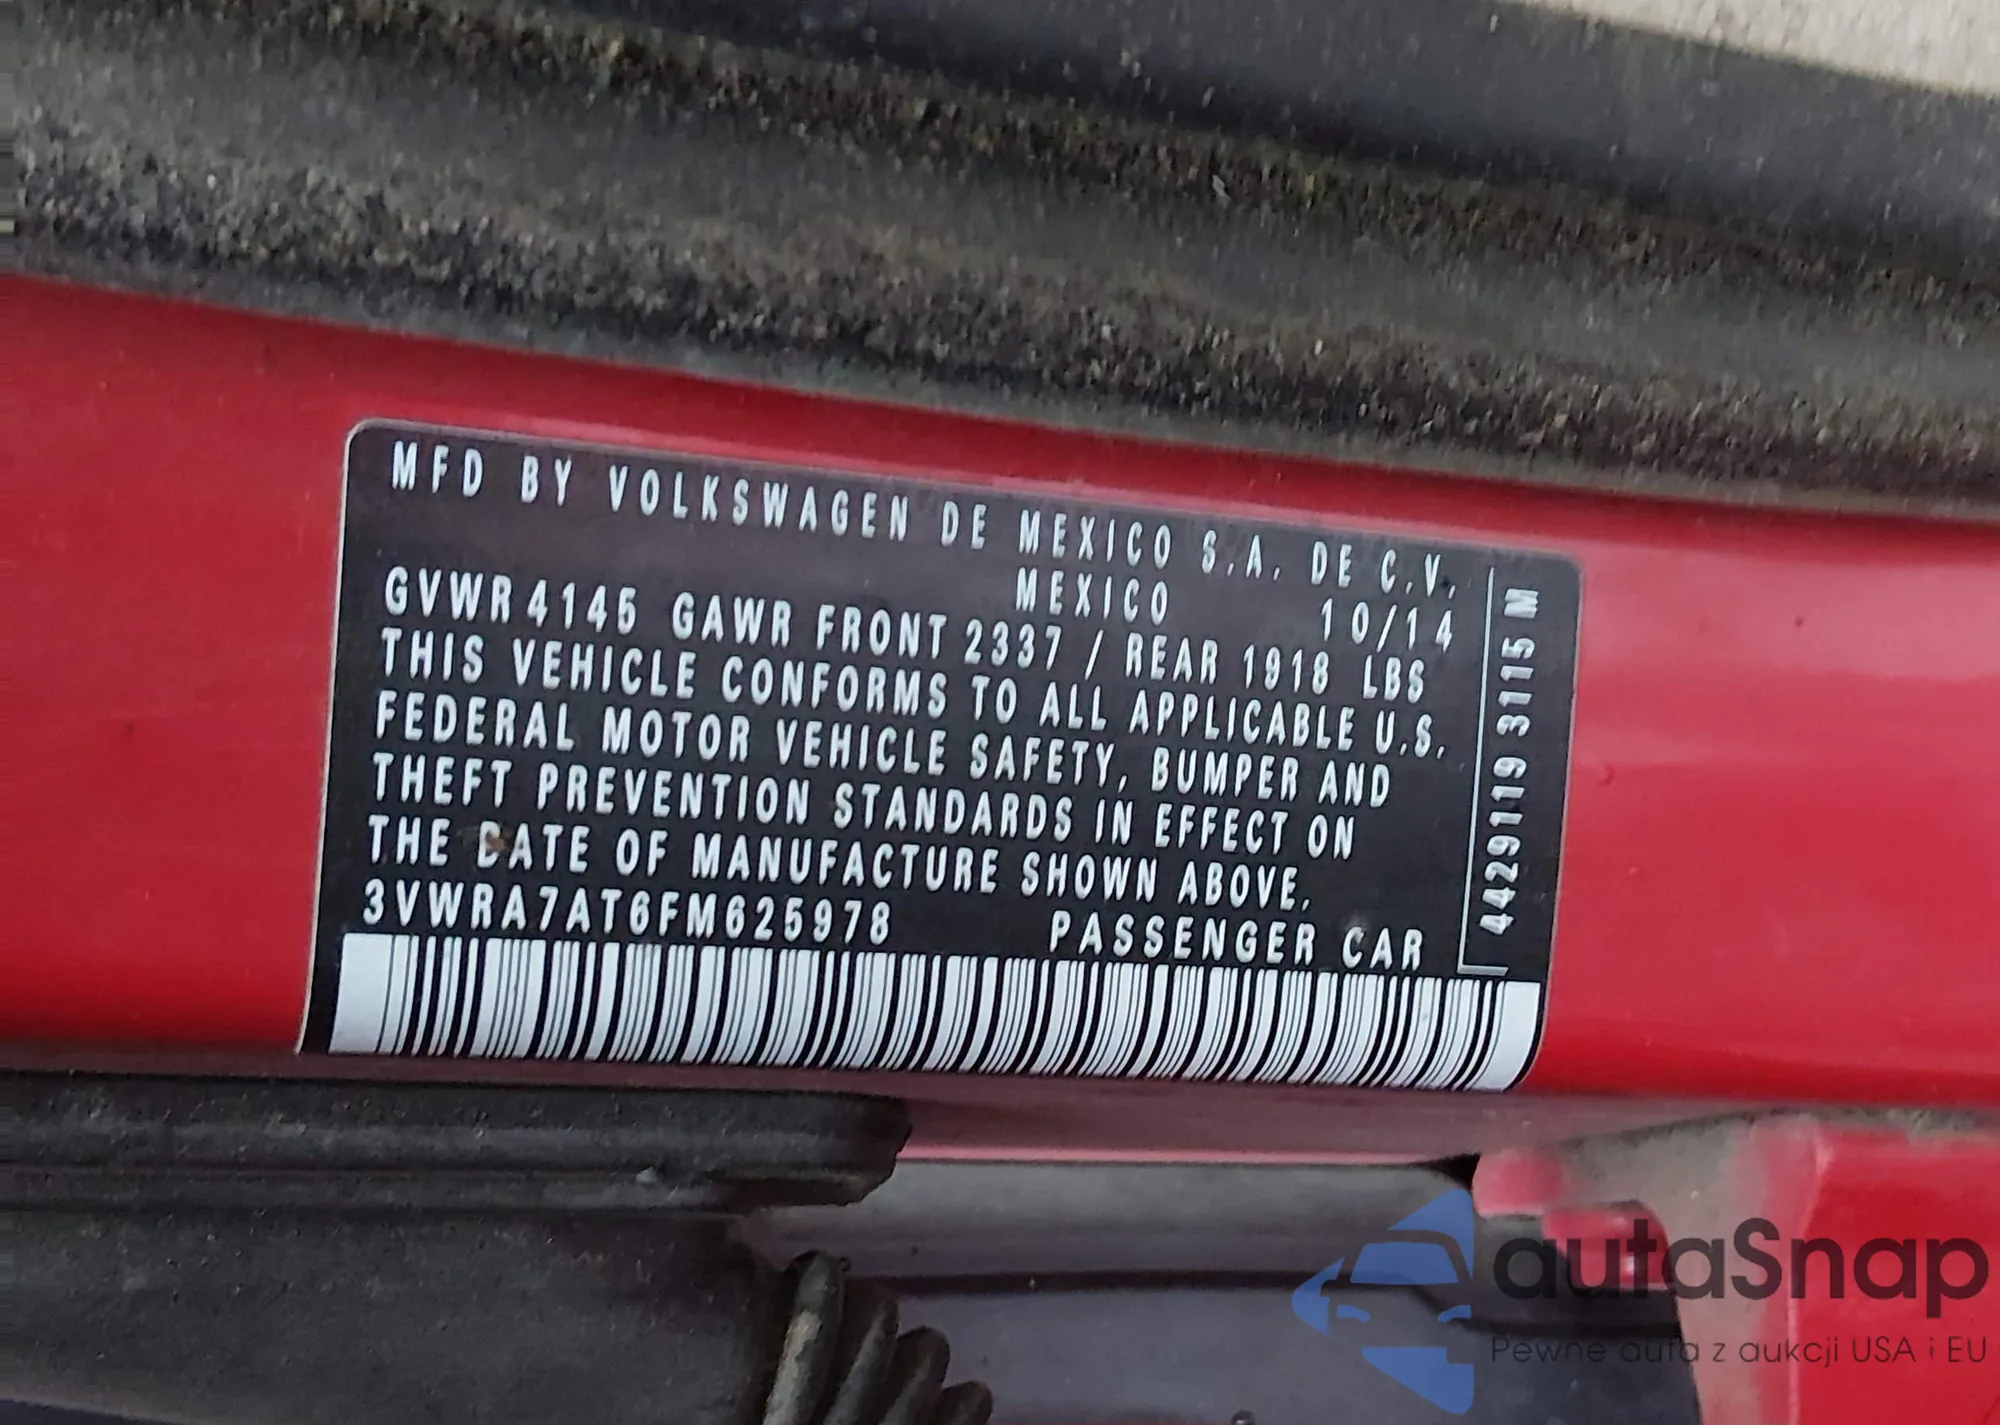 MFD BY VOLKSWAGEN DE MEXICO S.A. DE C.V.
MEXICO 10/14
GVWR 4145 GAWR FRONT 2337 / REAR 1918 LBS
THIS VEHICLE CONFORMS TO ALL APPLICABLE U.S.
FEDERAL MOTOR VEHICLE SAFETY, BUMPER AND
THEFT PREVENTION STANDARDS IN EFFECT ON
THE DATE OF MANUFACTURE SHOWN ABOVE.
3VWRA7AT6FM625978 PASSENGER CAR
4429119 3115 M
autaSnap
Pewne auta z aukcji USA i EU